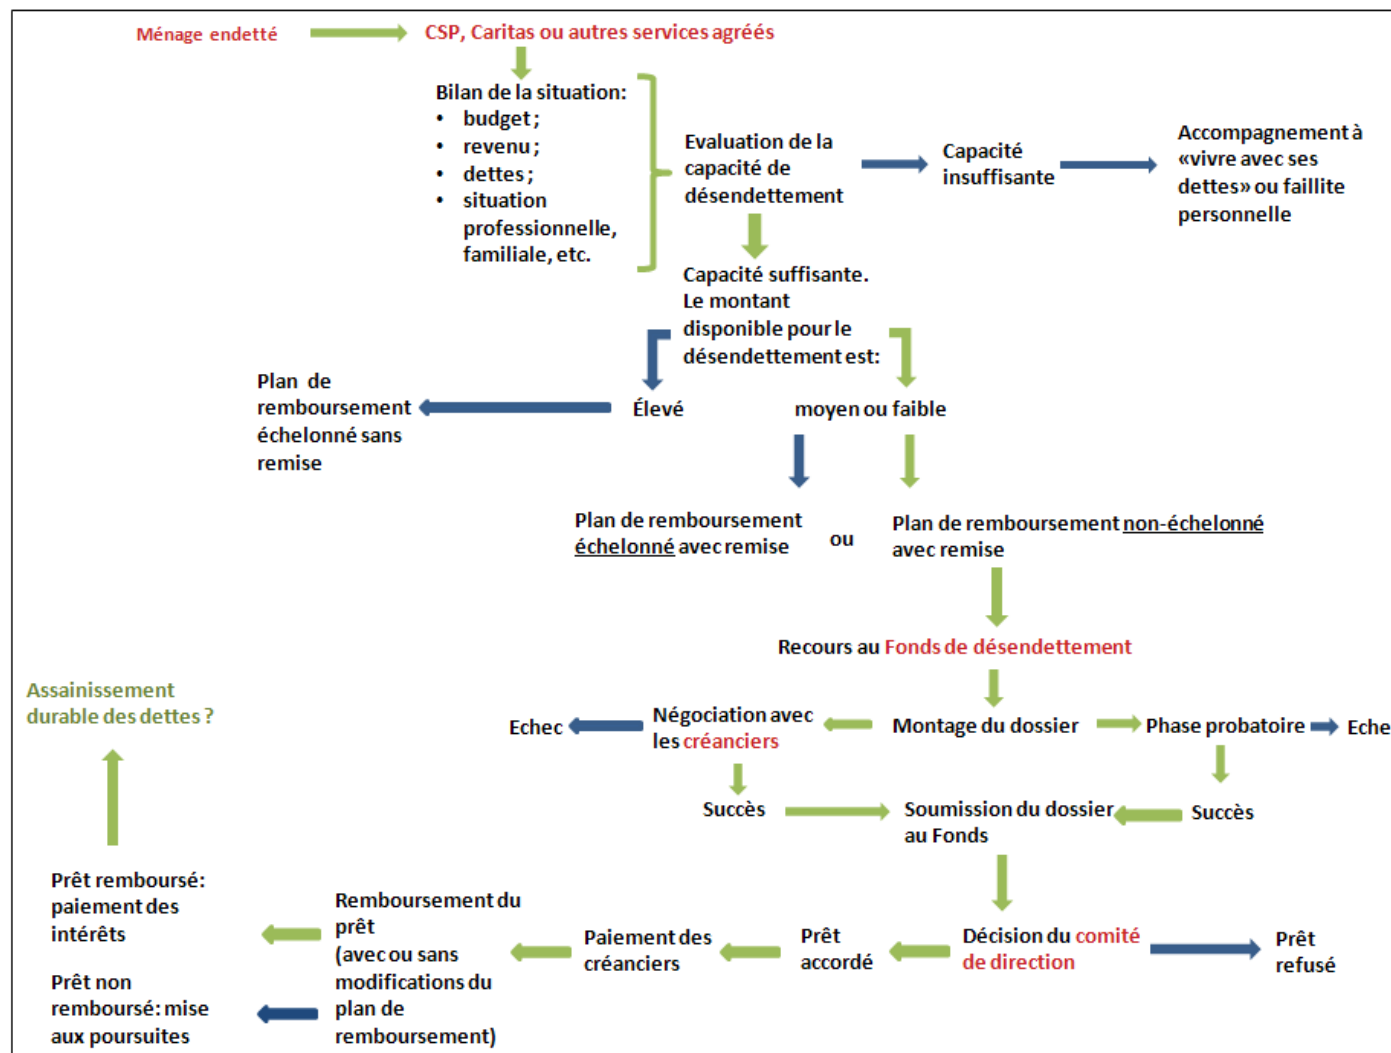 Ménage endetté
CSP, Caritas ou autres services agréés
Bilan de la situation:
• budget ;
• revenu ;
• dettes ;
• situation
professionnelle,
familiale, etc.
Evaluation de la
capacité de
désendettement
Capacité
insuffisante
Accompagnement à
«vivre avec ses
dettes» ou faillite
personnelle
Capacité suffisante.
Le montant
disponible pour le
désendettement est:
Plan de
remboursement
échelonné sans
remise
Élevé
moyen ou faible
Plan de remboursement
échelonné avec remise
ou
Plan de remboursement non-échelonné
avec remise
Recours au Fonds de désendettement
Assainissement
durable des dettes ?
Echec
Négociation avec
les créanciers
Montage du dossier
Phase probatoire
Eche
Succès
Soumission du dossier
au Fonds
Succès
Prêt remboursé:
paiement des
intérêts
Prêt non
remboursé: mise
aux poursuites
Remboursement du
prêt
(avec ou sans
modifications du
plan de
remboursement)
Paiement des
créanciers
Prêt
accordé
Décision du comité
de direction
Prêt
refusé